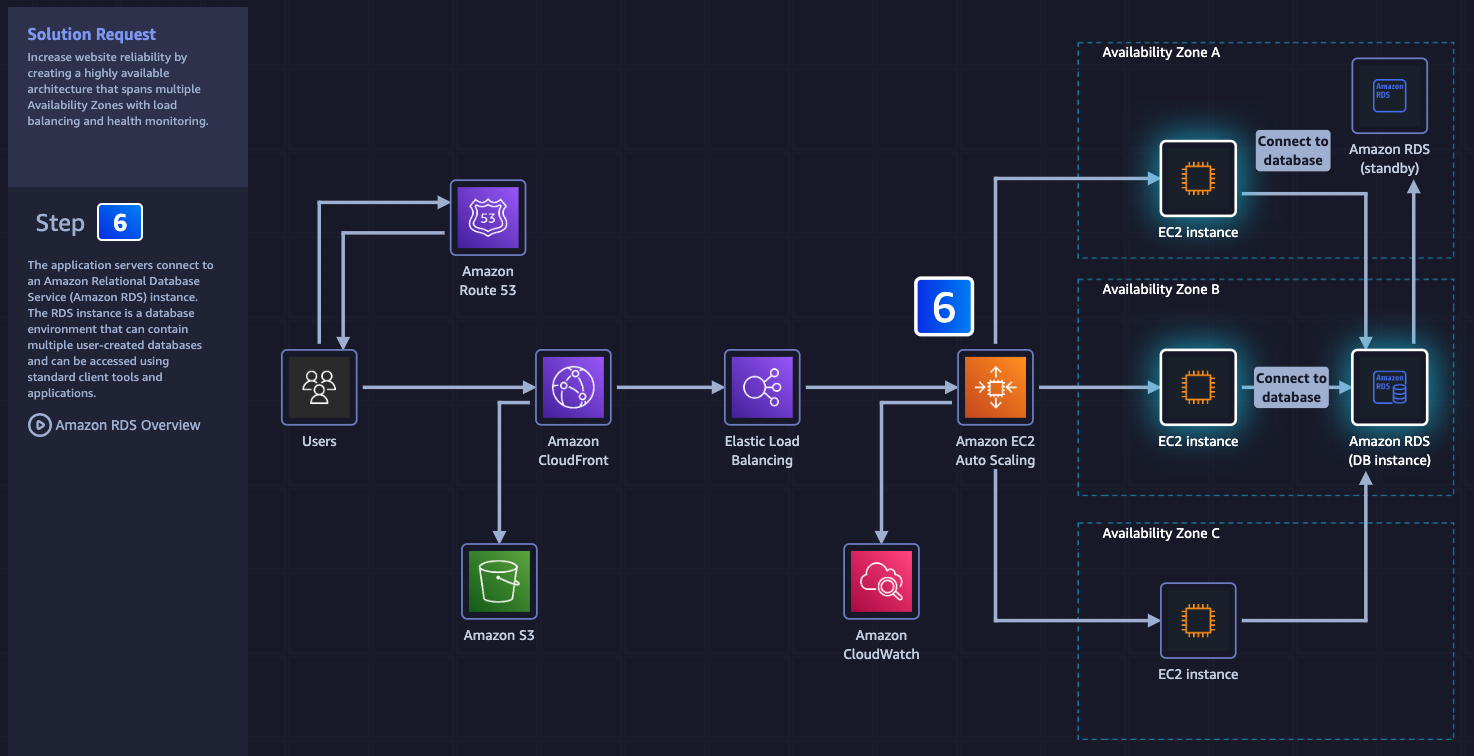 Solution Request
Increase website reliability by
creating a highly available
architecture that spans multiple
Availability Zones with load
balancing and health monitoring.
Step 6
The application servers connect to
an Amazon Relational Database
Service (Amazon RDS) instance.
The RDS instance is a database
environment that can contain
multiple user-created databases
and can be accessed using
standard client tools and
applications.
Amazon RDS Overview
53
Amazon
Route 53
Users
Amazon
CloudFront
Amazon S3
Elastic Load
Balancing
6
Amazon EC2
Auto Scaling
Amazon
CloudWatch
Availability Zone A
EC2 instance
Connect to
database
Amazon
RDS
Amazon RDS
(standby)
Availability Zone B
EC2 instance
Connect to
database
Amazon
RDS
Amazon RDS
(DB instance)
Availability Zone C
EC2 instance